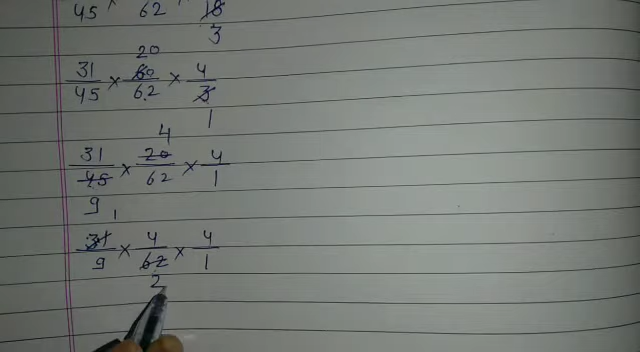 45 × 62 × 18
3
20
31/45 × 60/62 × 4/3
1
4
31/45 × 20/62 × 4/1
9 1
31/9 × 4/62 × 4/1
2